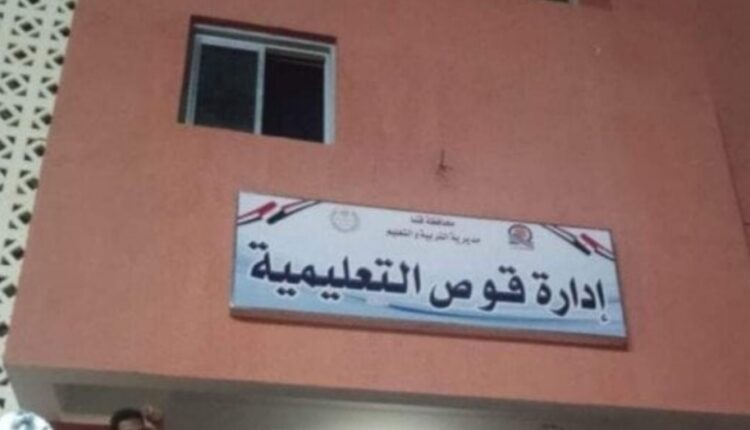 محافظة قنا
مديرية التربية والتعليم
إدارة قوص التعليمية